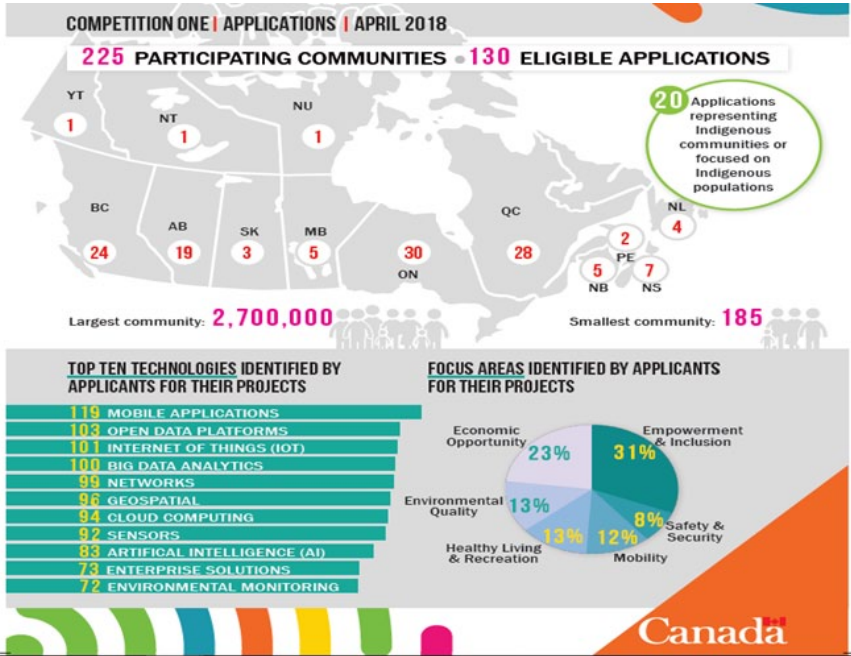 COMPETITION ONE | APPLICATIONS | APRIL 2018
225 PARTICIPATING COMMUNITIES • 130 ELIGIBLE APPLICATIONS
20 Applications
representing
Indigenous
communities or
focused on
Indigenous
populations
YT
1
NT
1
NU
1
BC
24
AB
19
SK
3
MB
5
30
ON
QC
28
NL
4
2
PE
5
NB
7
NS
Largest community: 2,700,000
Smallest community: 185
TOP TEN TECHNOLOGIES IDENTIFIED BY
APPLICANTS FOR THEIR PROJECTS
119 MOBILE APPLICATIONS
103 OPEN DATA PLATFORMS
101 INTERNET OF THINGS (IOT)
100 BIG DATA ANALYTICS
99 NETWORKS
96 GEOSPATIAL
94 CLOUD COMPUTING
92 SENSORS
83 ARTIFICAL INTELLIGENCE (AI)
73 ENTERPRISE SOLUTIONS
72 ENVIRONMENTAL MONITORING
FOCUS AREAS IDENTIFIED BY APPLICANTS
FOR THEIR PROJECTS
Economic
Opportunity
23%
Empowerment
& Inclusion
31%
Environmental
Quality
13%
8%
Safety &
Security
Healthy Living
& Recreation
13%
12%
Mobility
Canada